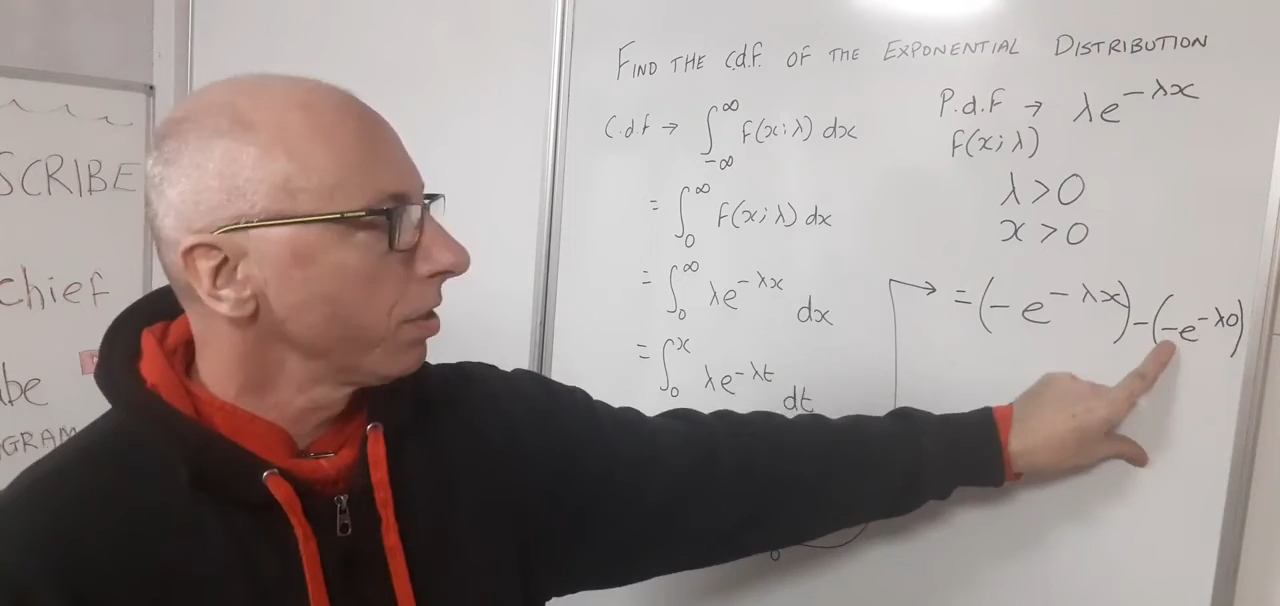 SCRIBE
chief
be
GRAM
FIND THE C.d.f. OF THE EXPONENTIAL DISTRIBUTION
C.d.f → ∫_{-∞}^{∞} f(x;λ) dx
= ∫_0^∞ f(x;λ) dx
= ∫_0^∞ λe^{-λx} dx
= ∫_0^x λe^{-λt} dt
P.d.F → λe^{-λx}
f(x;λ)
λ>0
x>0
→ =(-e^{-λx})-(-e^{-λ0})
0